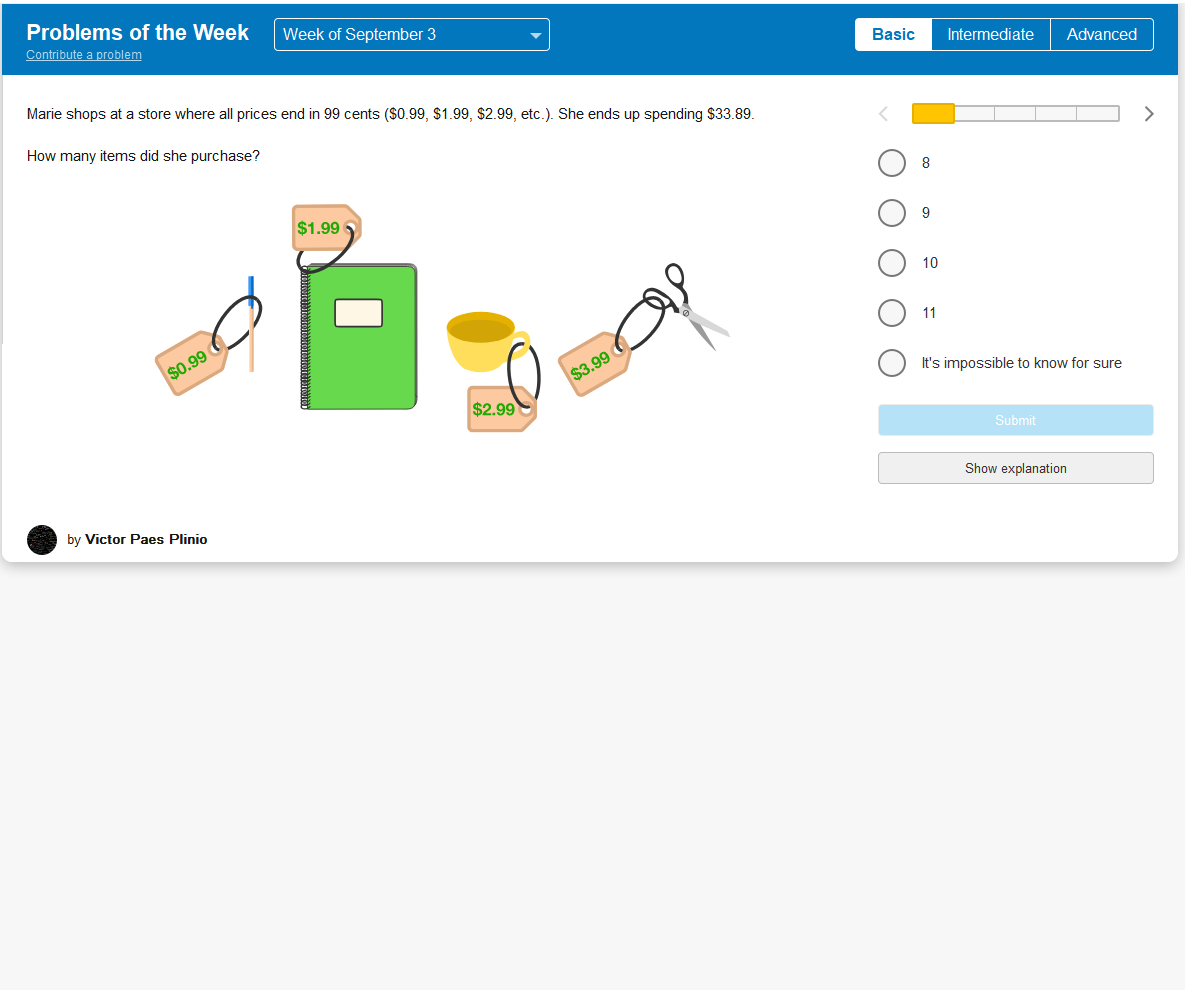 Problems of the Week
Contribute a problem
Week of September 3
Basic
Intermediate
Advanced
Marie shops at a store where all prices end in 99 cents ($0.99, $1.99, $2.99, etc.). She ends up spending $33.89.
How many items did she purchase?
$1.99
$0.99
$2.99
$3.99
8
9
10
11
It's impossible to know for sure
Submit
Show explanation
by Victor Paes Plinio